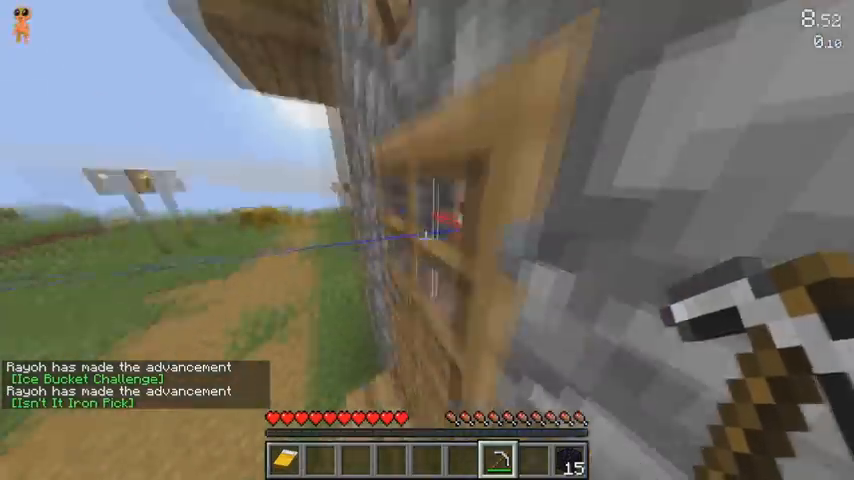 8.52
0.10
Rayoh has made the advancement
[Ice Bucket Challenge]
Rayoh has made the advancement
[Isn't It Iron Pick]
15